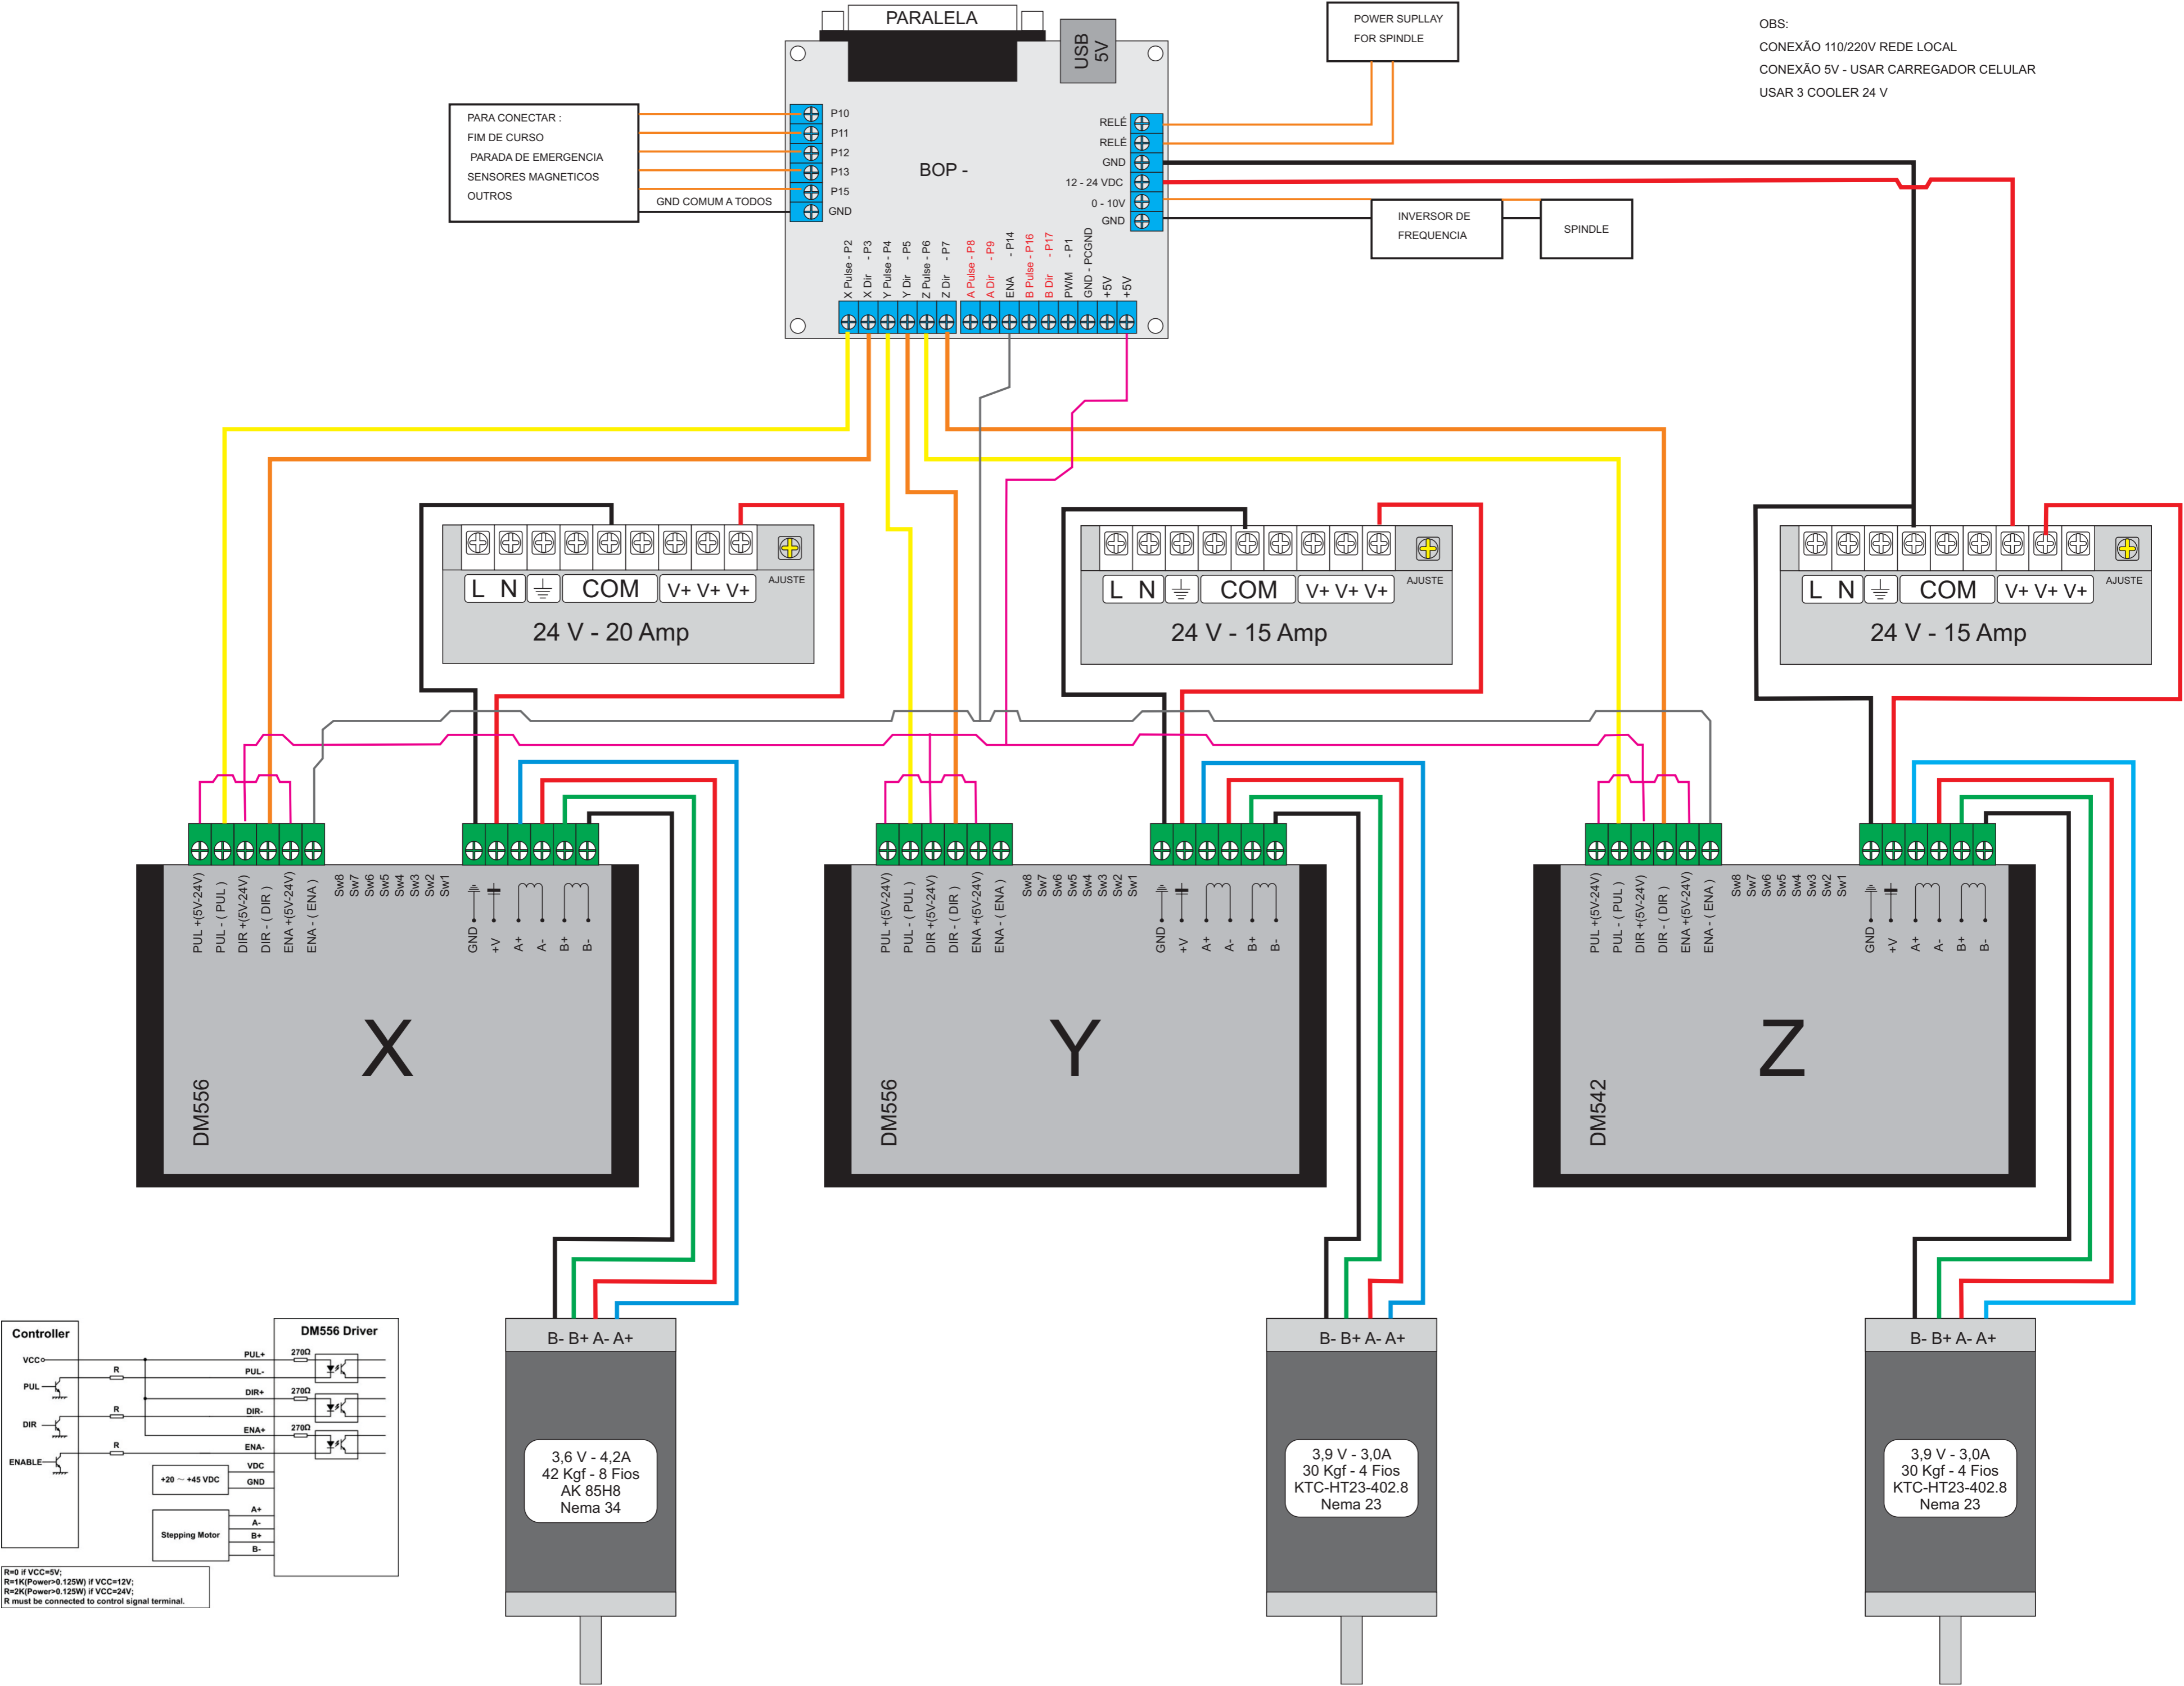 PARALELA
USB
5V
POWER SUPLLAY
FOR SPINDLE
OBS:
CONEXÃO 110/220V REDE LOCAL
CONEXÃO 5V - USAR CARREGADOR CELULAR
USAR 3 COOLER 24 V
PARA CONECTAR :
FIM DE CURSO
PARADA DE EMERGENCIA
SENSORES MAGNETICOS
OUTROS
GND COMUM A TODOS
P10
P11
P12
P13
P15
GND
BOP -
RELÉ
RELÉ
GND
12 - 24 VDC
0 - 10V
GND
INVERSOR DE
FREQUENCIA
SPINDLE
X Pulse - P2
X Dir - P3
Y Pulse - P4
Y Dir - P5
Z Pulse - P6
Z Dir - P7
A Pulse - P8
A Dir - P9
ENA - P14
B Pulse - P16
B Dir - P17
PWM - P1
GND - PCGND
+5V
+5V
L N COM V+ V+ V+
AJUSTE
24 V - 20 Amp
L N COM V+ V+ V+
AJUSTE
24 V - 15 Amp
L N COM V+ V+ V+
AJUSTE
24 V - 15 Amp
PUL +(5V-24V)
PUL - ( PUL )
DIR +(5V-24V)
DIR - ( DIR )
ENA +(5V-24V)
ENA - ( ENA )
Sw8
Sw7
Sw6
Sw5
Sw4
Sw3
Sw2
Sw1
GND
+V
A+
A-
B+
B-
X
DM556
PUL +(5V-24V)
PUL - ( PUL )
DIR +(5V-24V)
DIR - ( DIR )
ENA +(5V-24V)
ENA - ( ENA )
Sw8
Sw7
Sw6
Sw5
Sw4
Sw3
Sw2
Sw1
GND
+V
A+
A-
B+
B-
Y
DM556
PUL +(5V-24V)
PUL - ( PUL )
DIR +(5V-24V)
DIR - ( DIR )
ENA +(5V-24V)
ENA - ( ENA )
Sw8
Sw7
Sw6
Sw5
Sw4
Sw3
Sw2
Sw1
GND
+V
A+
A-
B+
B-
Z
DM542
Controller
DM556 Driver
VCC
PUL
DIR
ENABLE
R
R
R
PUL+
PUL-
DIR+
DIR-
ENA+
ENA-
VDC
GND
270Ω
270Ω
270Ω
+20 ~ +45 VDC
Stepping Motor
A+
A-
B+
B-
R=0 if VCC=5V;
R=1K(Power>0.125W) if VCC=12V;
R=2K(Power>0.125W) if VCC=24V;
R must be connected to control signal terminal.
B- B+ A- A+
3,6 V - 4,2A
42 Kgf - 8 Fios
AK 85H8
Nema 34
B- B+ A- A+
3,9 V - 3,0A
30 Kgf - 4 Fios
KTC-HT23-402.8
Nema 23
B- B+ A- A+
3,9 V - 3,0A
30 Kgf - 4 Fios
KTC-HT23-402.8
Nema 23